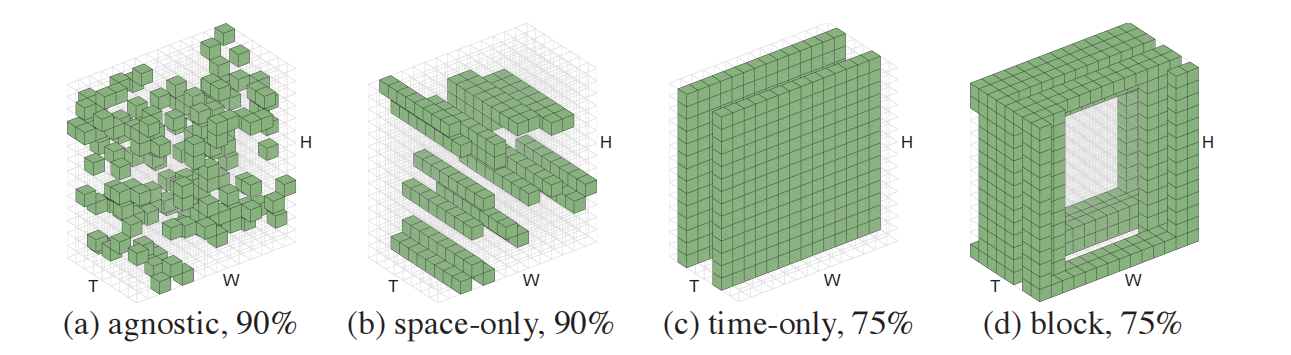 H
T
W
H
T
W
H
T
W
H
T
W
(a) agnostic, 90%
(b) space-only, 90%
(c) time-only, 75%
(d) block, 75%